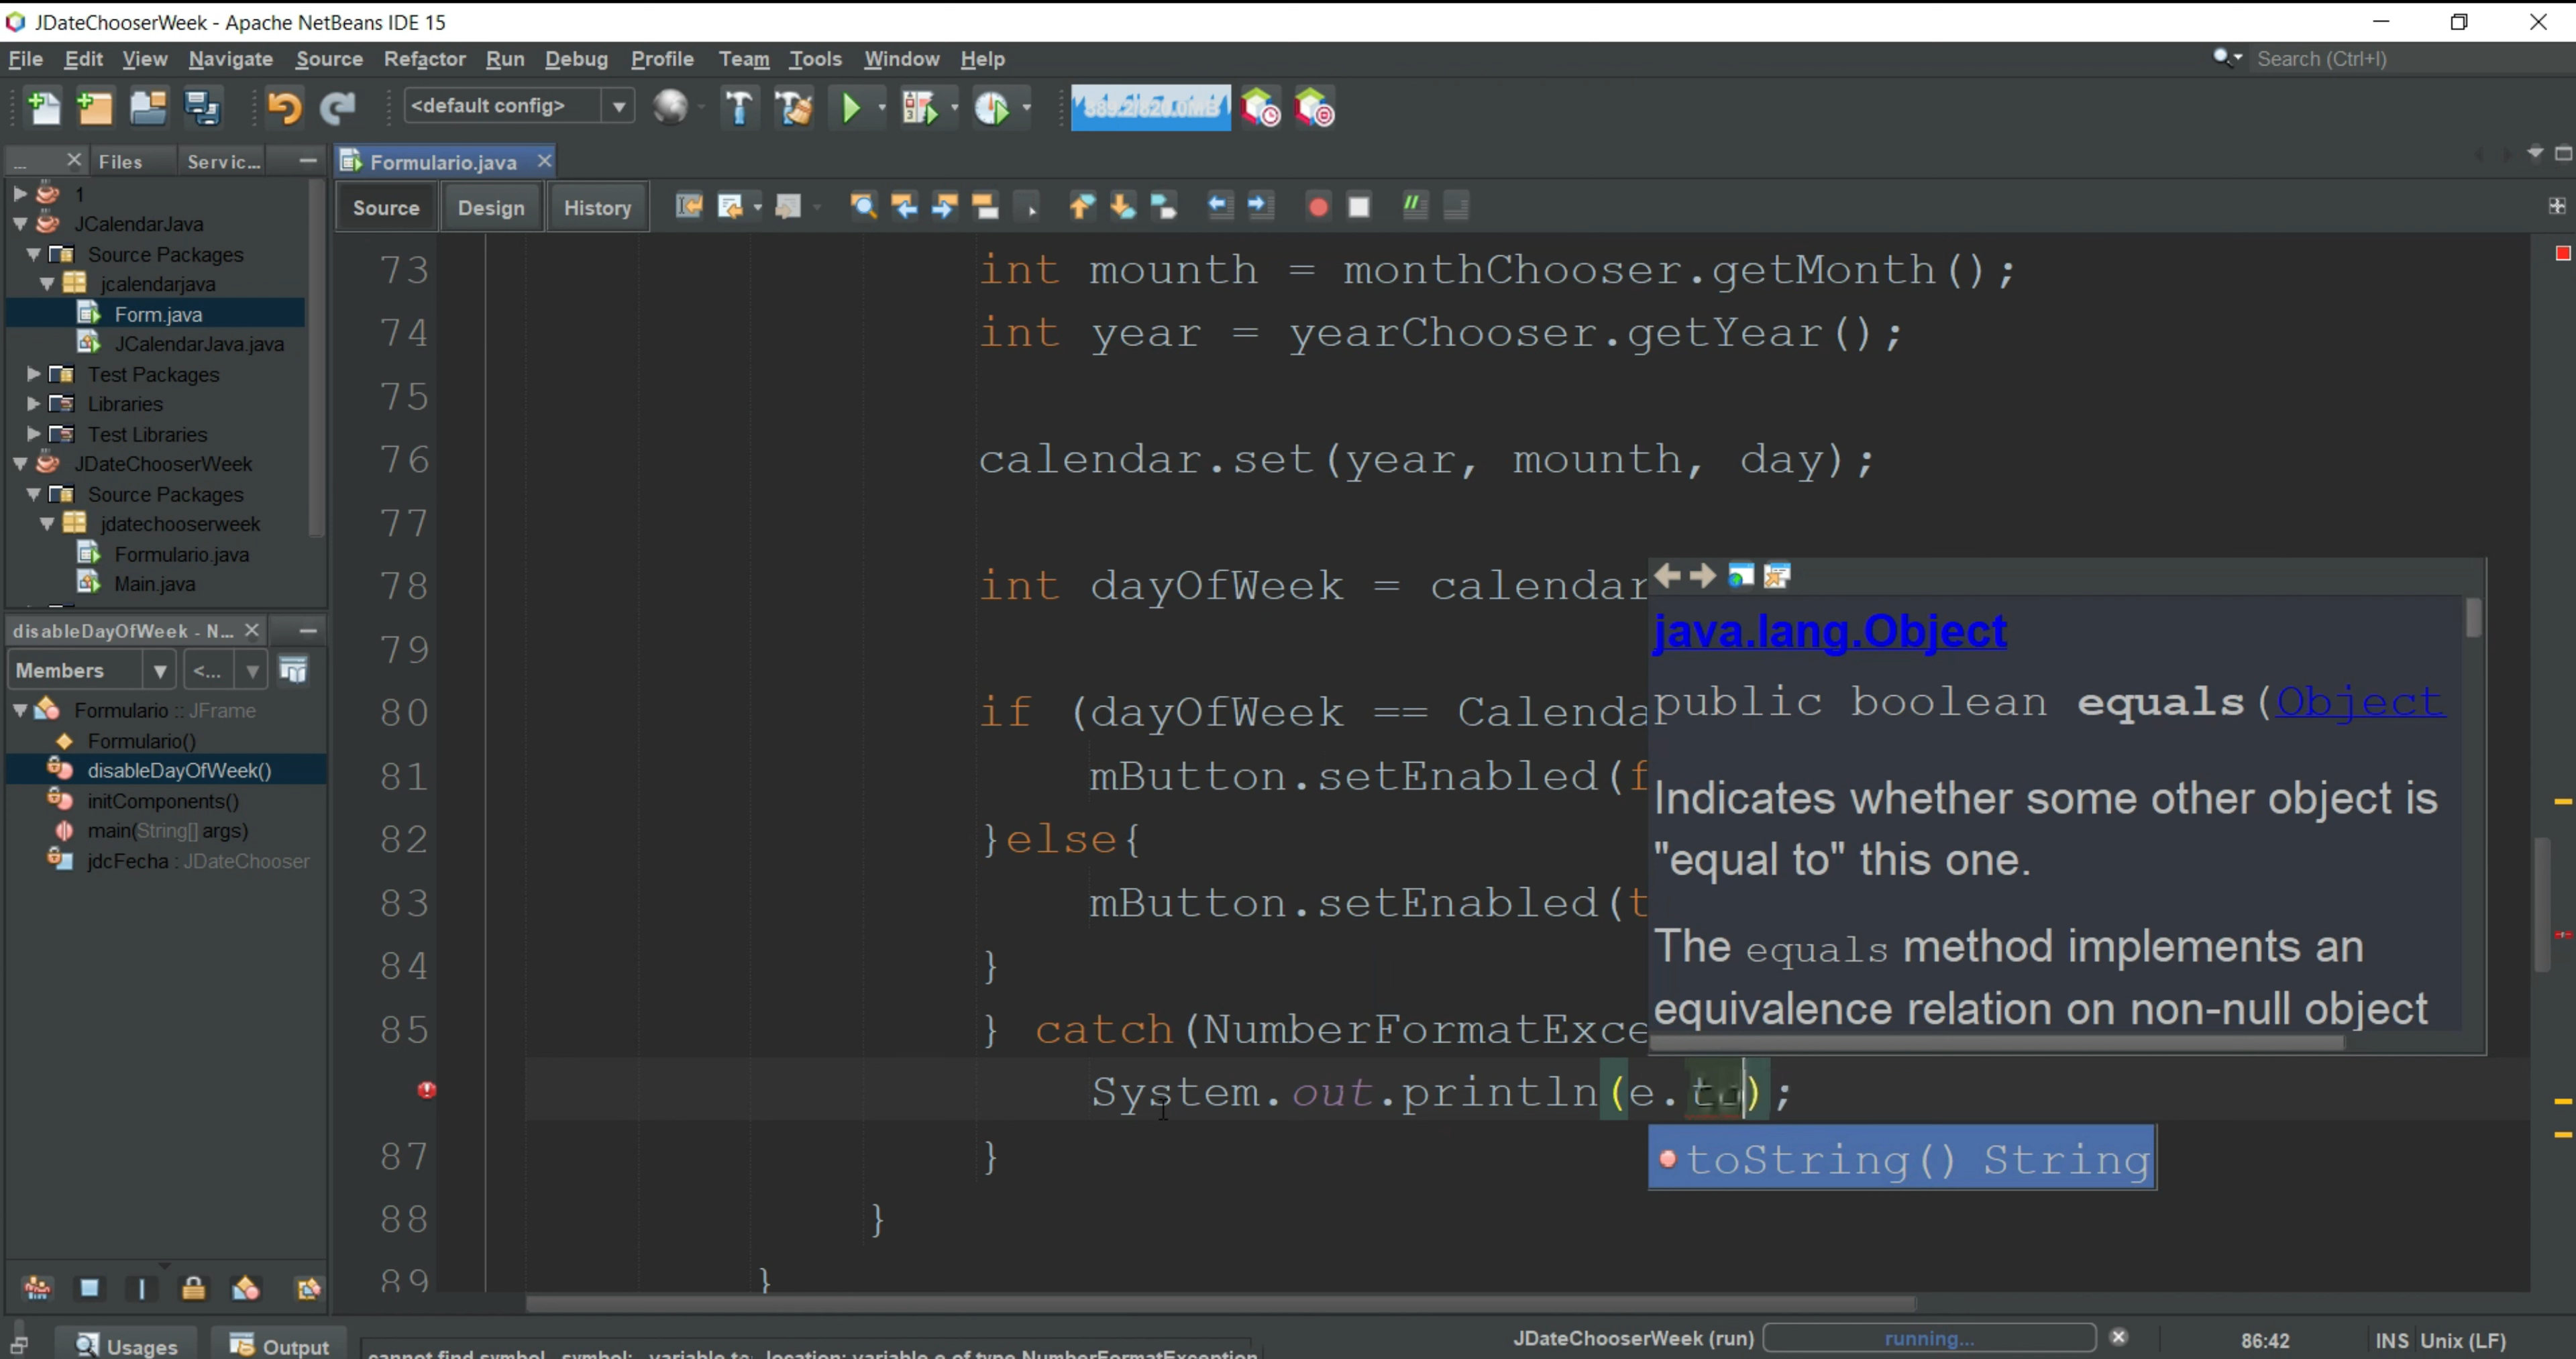 JDateChooserWeek - Apache NetBeans IDE 15
File Edit View Navigate Source Refactor Run Debug Profile Team Tools Window Help
Search (Ctrl+I)
<default config>
389.2/820.0MB
... Files Servic...
Formulario.java
1
JCalendarJava
Source Packages
jcalendarjava
Form.java
JCalendarJava.java
Test Packages
Libraries
Test Libraries
JDateChooserWeek
Source Packages
jdatechooserweek
Formulario.java
Main.java
disableDayOfWeek - N...
Members <...
Formulario :: JFrame
Formulario()
disableDayOfWeek()
initComponents()
main(String[] args)
jdcFecha : JDateChooser
Source Design History
73 int mounth = monthChooser.getMonth();
74 int year = yearChooser.getYear();
75
76 calendar.set(year, mounth, day);
77
78 int dayOfWeek = calendar
79
80 if (dayOfWeek == Calenda
81 mButton.setEnabled(f
82 }else{
83 mButton.setEnabled(t
84 }
85 } catch(NumberFormatExce
System.out.println(e.to);
87 }
88 }
89 }
java.lang.Object
public boolean equals(Object
Indicates whether some other object is
"equal to" this one.
The equals method implements an
equivalence relation on non-null object
toString() String
Usages Output
cannot find symbol symbol: variable to location: variable e of type NumberFormatException
JDateChooserWeek (run) running... 86:42 INS Unix (LF)